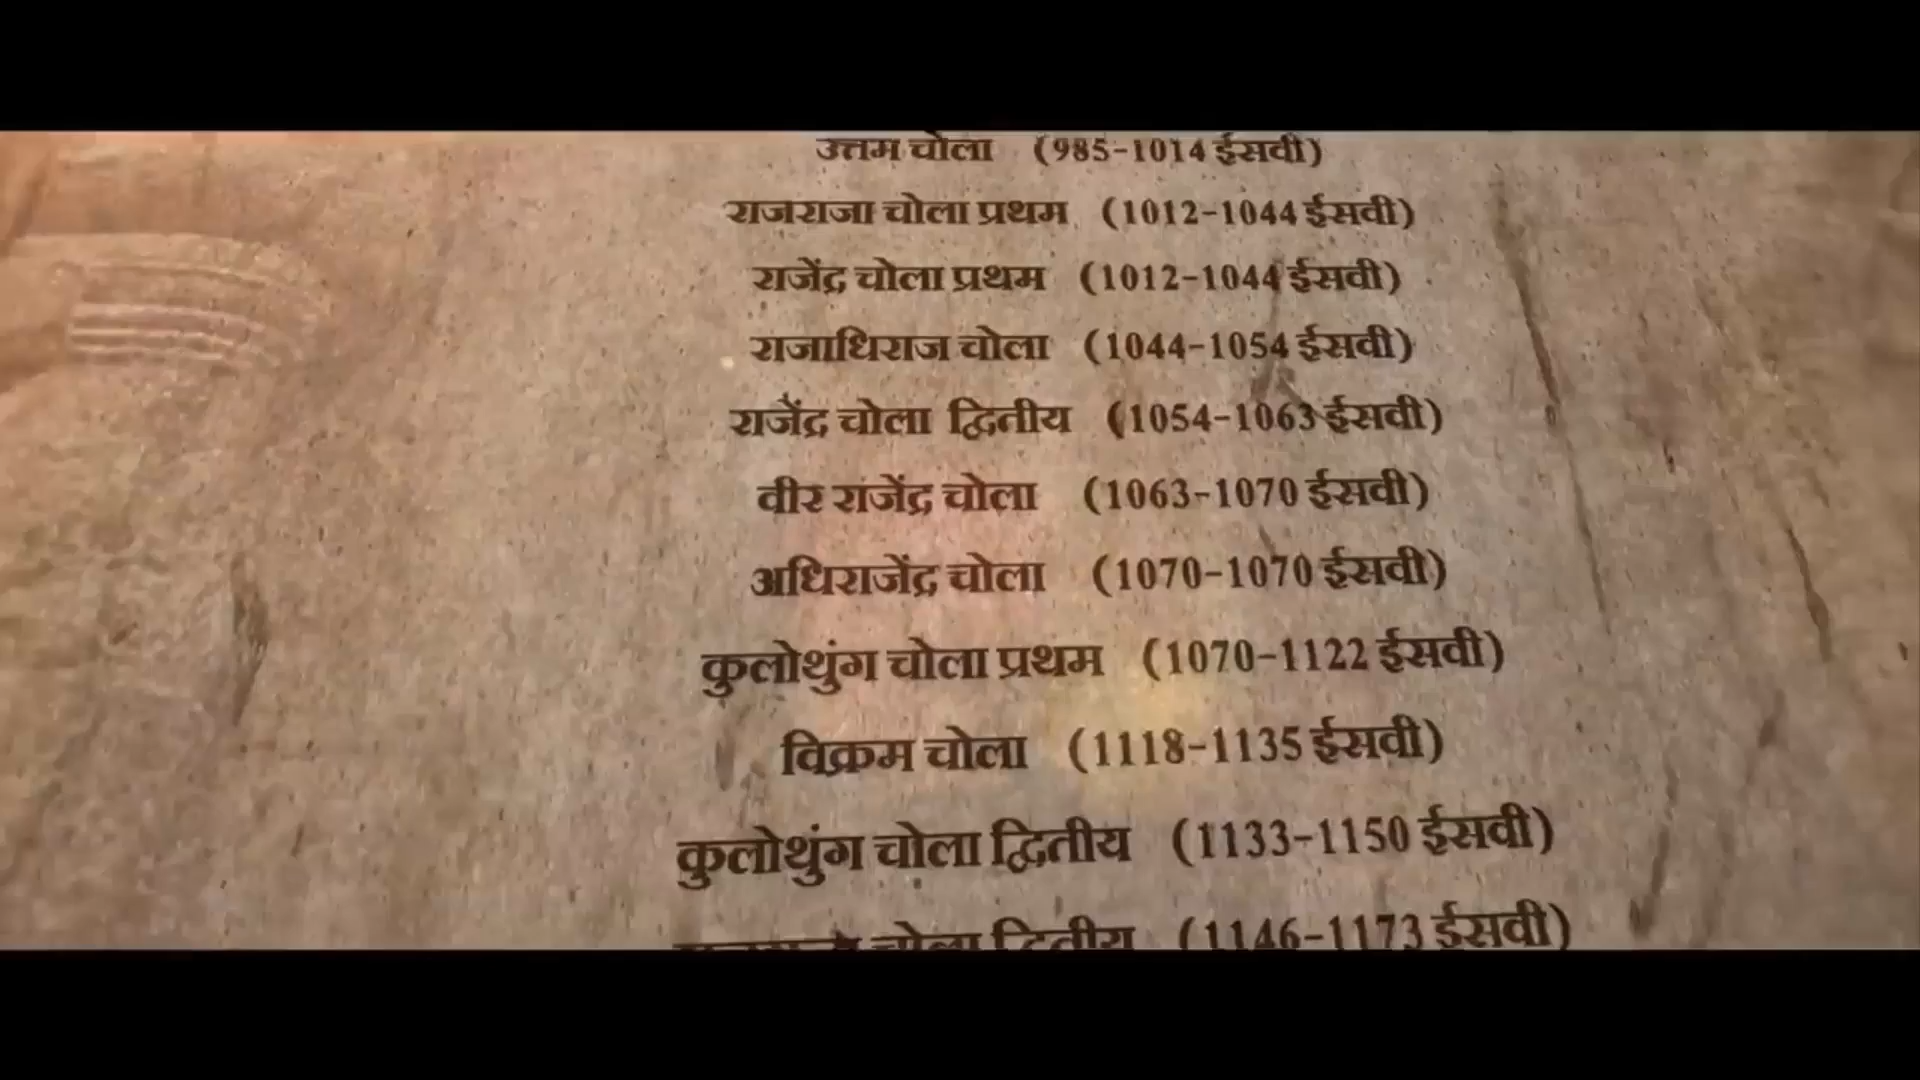 उत्तम चोला (985-1014 ईसवी)
राजराजा चोला प्रथम (1012-1044 ईसवी)
राजेंद्र चोला प्रथम (1012-1044 ईसवी)
राजाधिराज चोला (1044-1054 ईसवी)
राजेंद्र चोला द्वितीय (1054-1063 ईसवी)
वीर राजेंद्र चोला (1063-1070 ईसवी)
अधिराजेंद्र चोला (1070-1070 ईसवी)
कुलोथुंग चोला प्रथम (1070-1122 ईसवी)
विक्रम चोला (1118-1135 ईसवी)
कुलोथुंग चोला द्वितीय (1133-1150 ईसवी)
चोला द्वितीय (1146-1173 ईसवी)